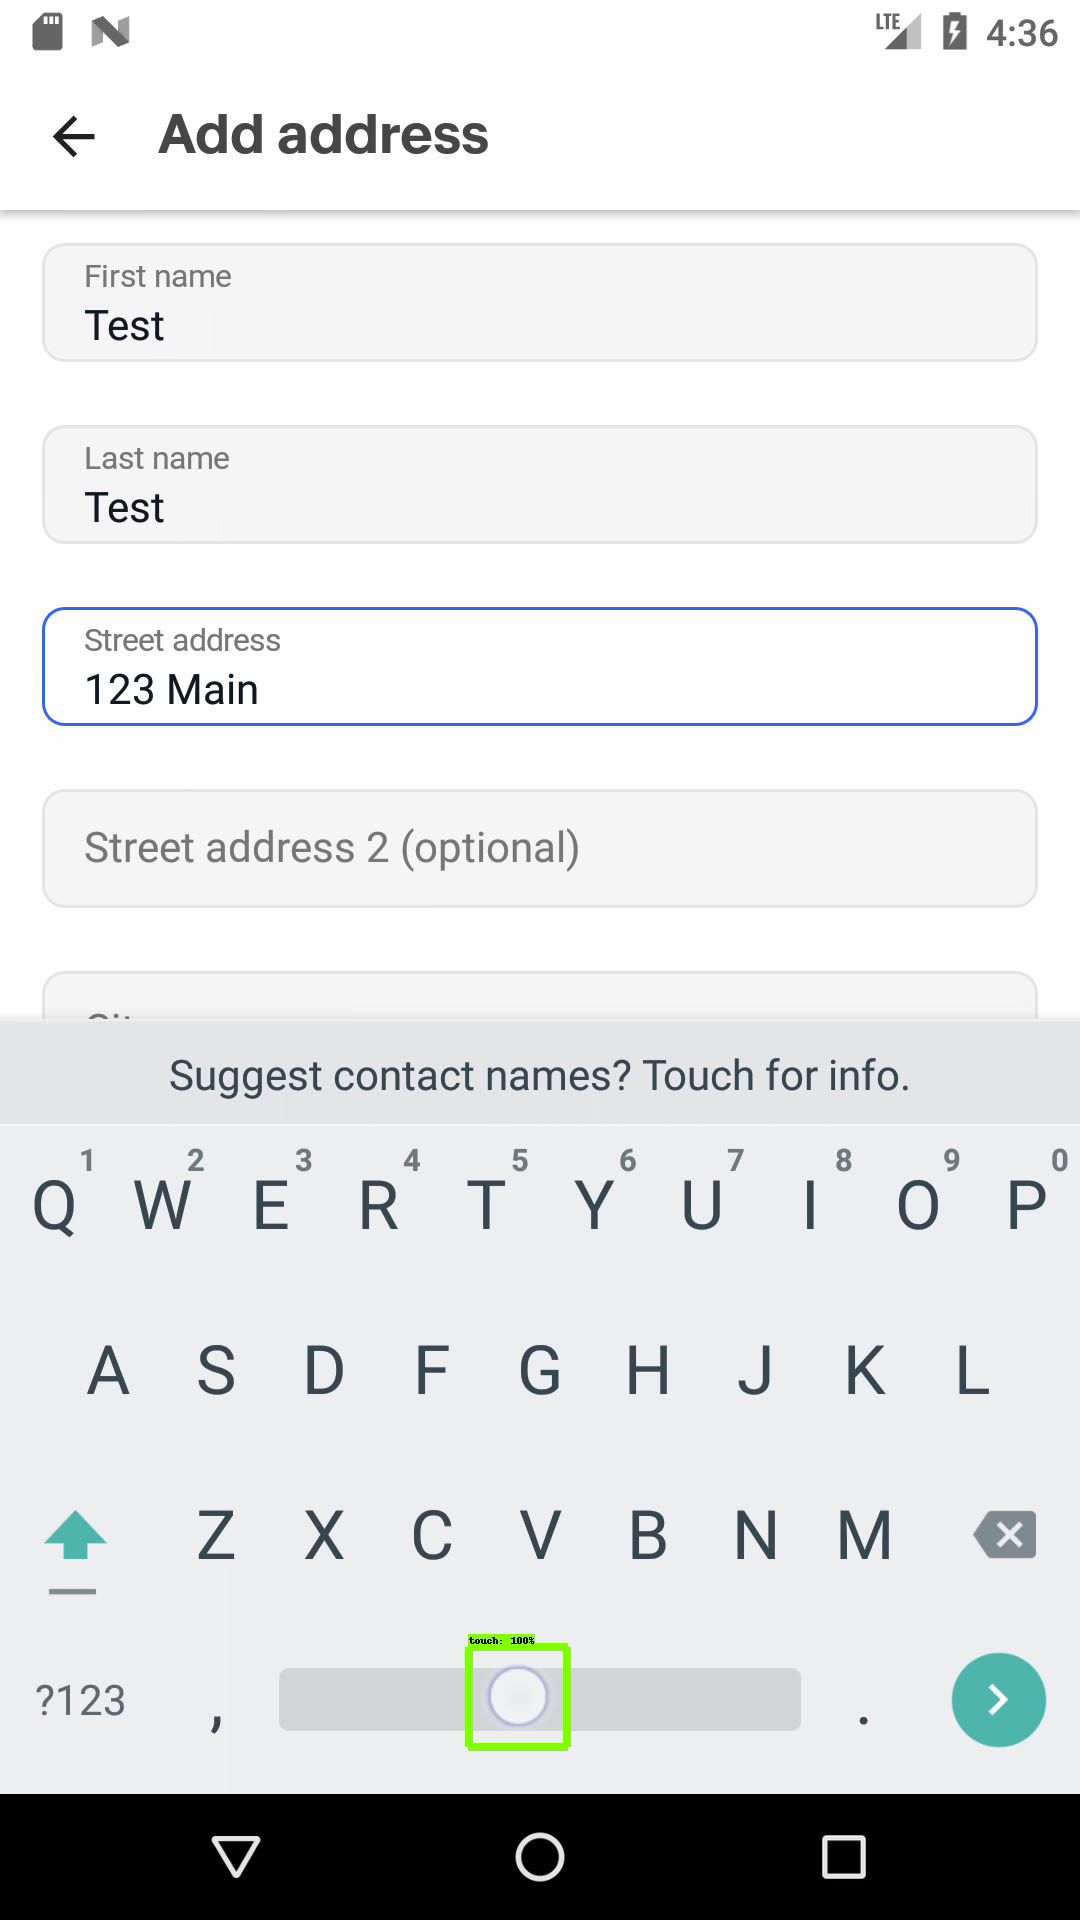 LTE 4:36
Add address
First name
Test
Last name
Test
Street address
123 Main
Street address 2 (optional)
Suggest contact names? Touch for info.
1 2 3 4 5 6 7 8 9 0
Q W E R T Y U I O P
A S D F G H J K L
Z X C V B N M
touch: 100%
?123 , .